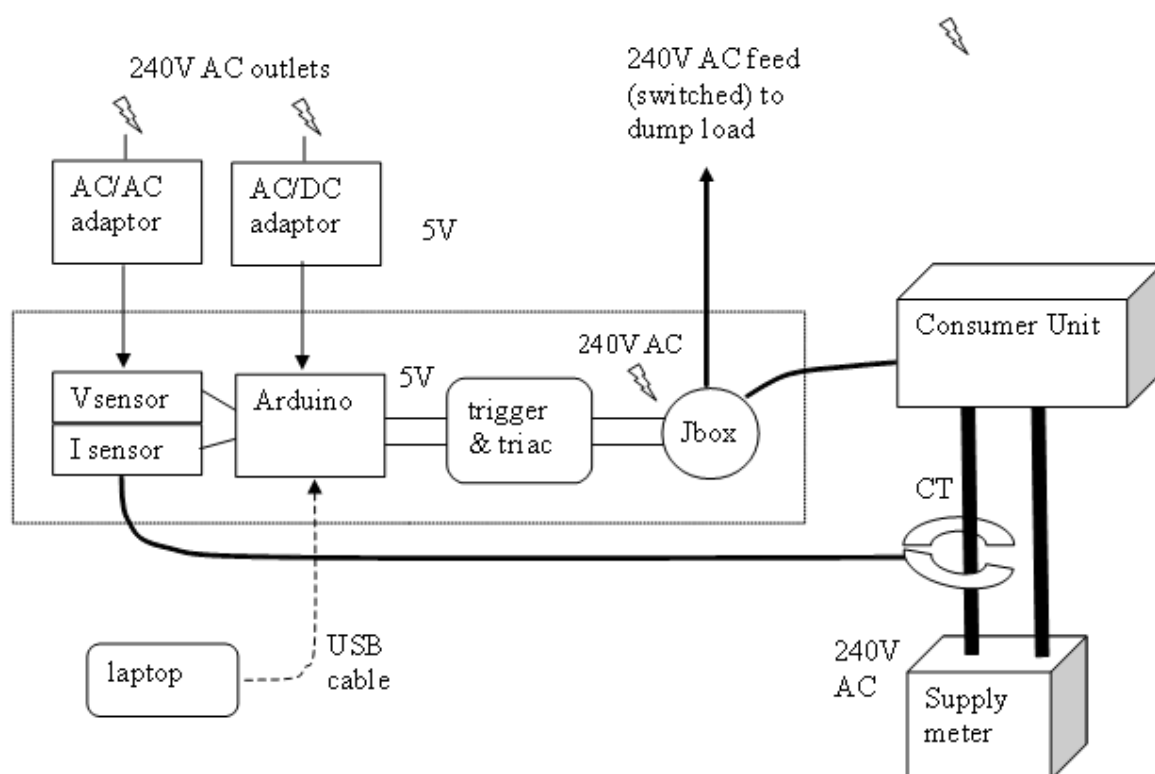 240V AC outlets
240V AC feed
(switched) to
dump load
AC/AC
adaptor
AC/DC
adaptor
5V
Consumer Unit
240V AC
V sensor
I sensor
Arduino
5V
trigger
& triac
Jbox
CT
laptop
USB
cable
240V
AC
Supply
meter